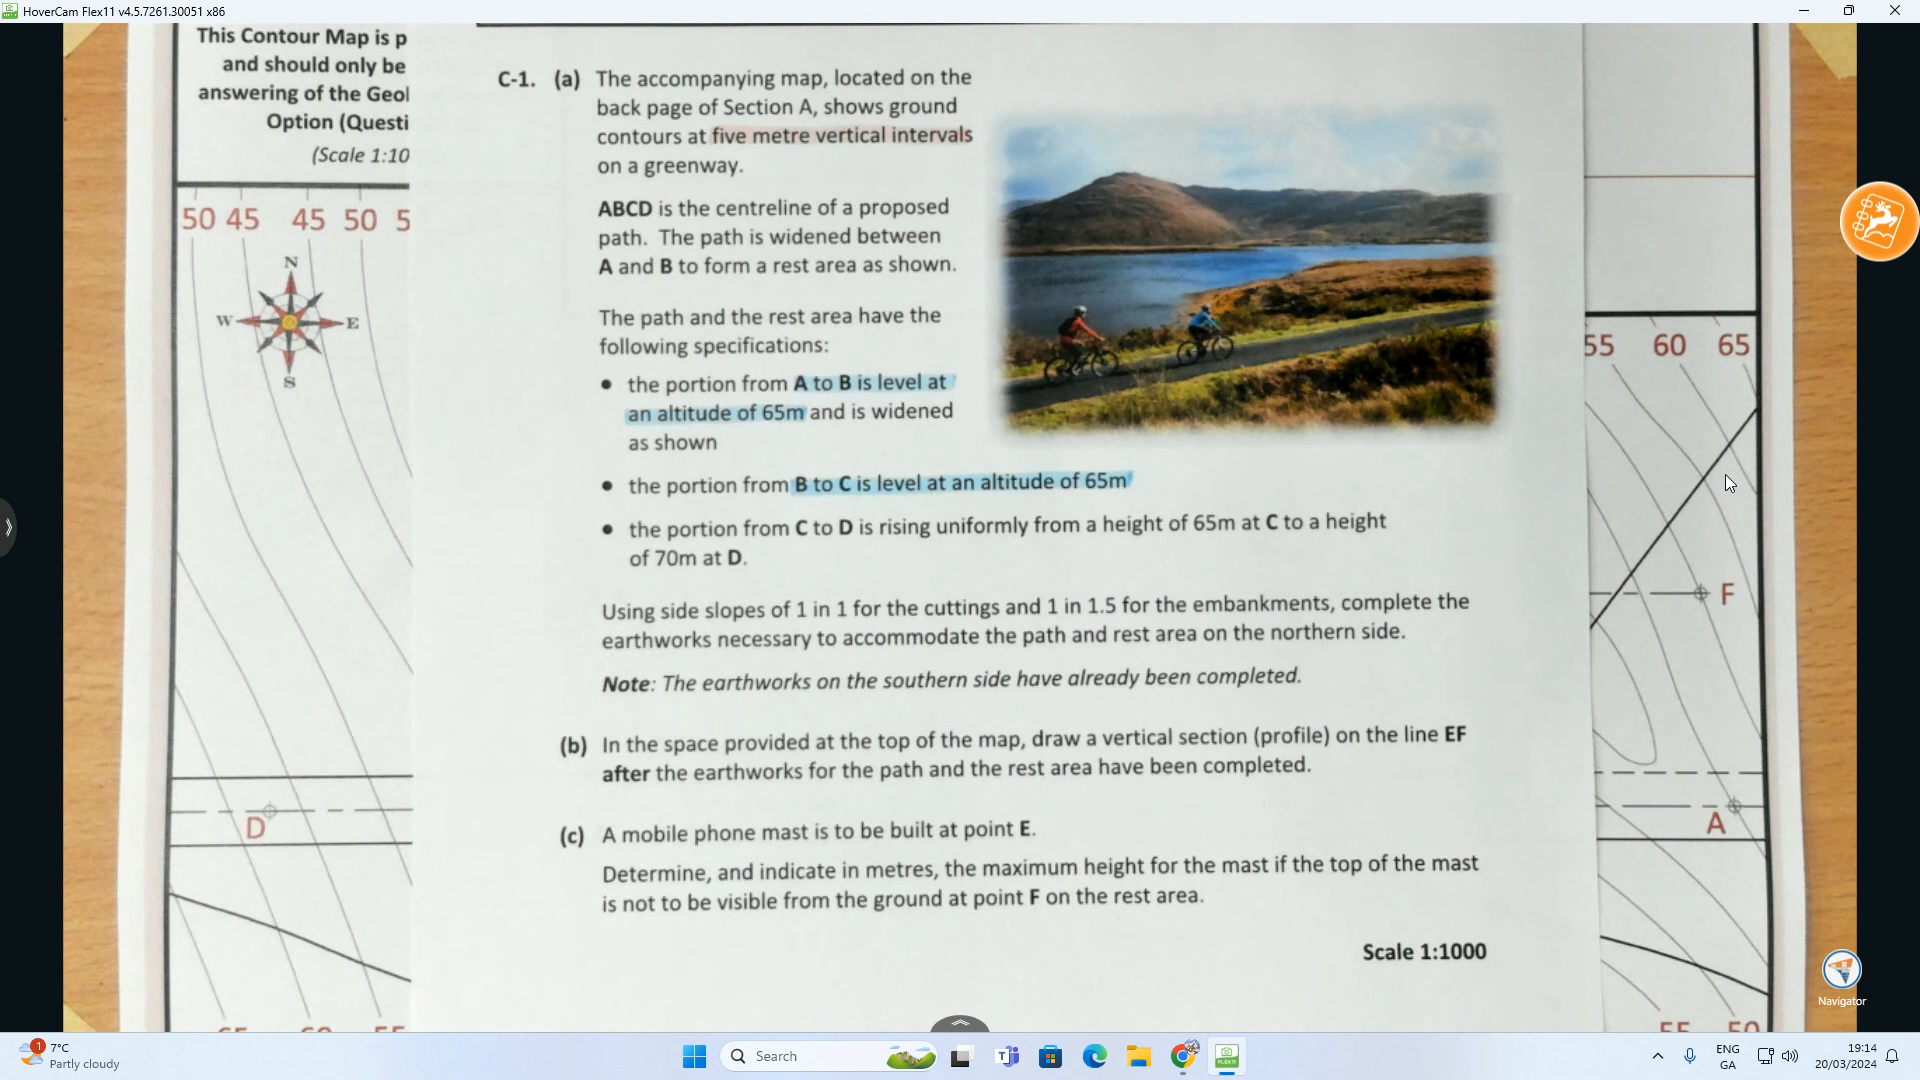 HoverCam Flex11 v4.5.7261.30051 x86
This Contour Map is p
and should only be
answering of the Geol
Option (Questi
(Scale 1:10
50 45 45 50 5
N
W E
S
D
C-1. (a) The accompanying map, located on the
back page of Section A, shows ground
contours at five metre vertical intervals
on a greenway.
ABCD is the centreline of a proposed
path. The path is widened between
A and B to form a rest area as shown.
The path and the rest area have the
following specifications:
• the portion from A to B is level at
an altitude of 65m and is widened
as shown
• the portion from B to C is level at an altitude of 65m
• the portion from C to D is rising uniformly from a height of 65m at C to a height
of 70m at D.
Using side slopes of 1 in 1 for the cuttings and 1 in 1.5 for the embankments, complete the
earthworks necessary to accommodate the path and rest area on the northern side.
Note: The earthworks on the southern side have already been completed.
(b) In the space provided at the top of the map, draw a vertical section (profile) on the line EF
after the earthworks for the path and the rest area have been completed.
(c) A mobile phone mast is to be built at point E.
Determine, and indicate in metres, the maximum height for the mast if the top of the mast
is not to be visible from the ground at point F on the rest area.
Scale 1:1000
55 60 65
F
A
Navigator
1
7°C
Partly cloudy
Search
ENG
GA
19:14
20/03/2024